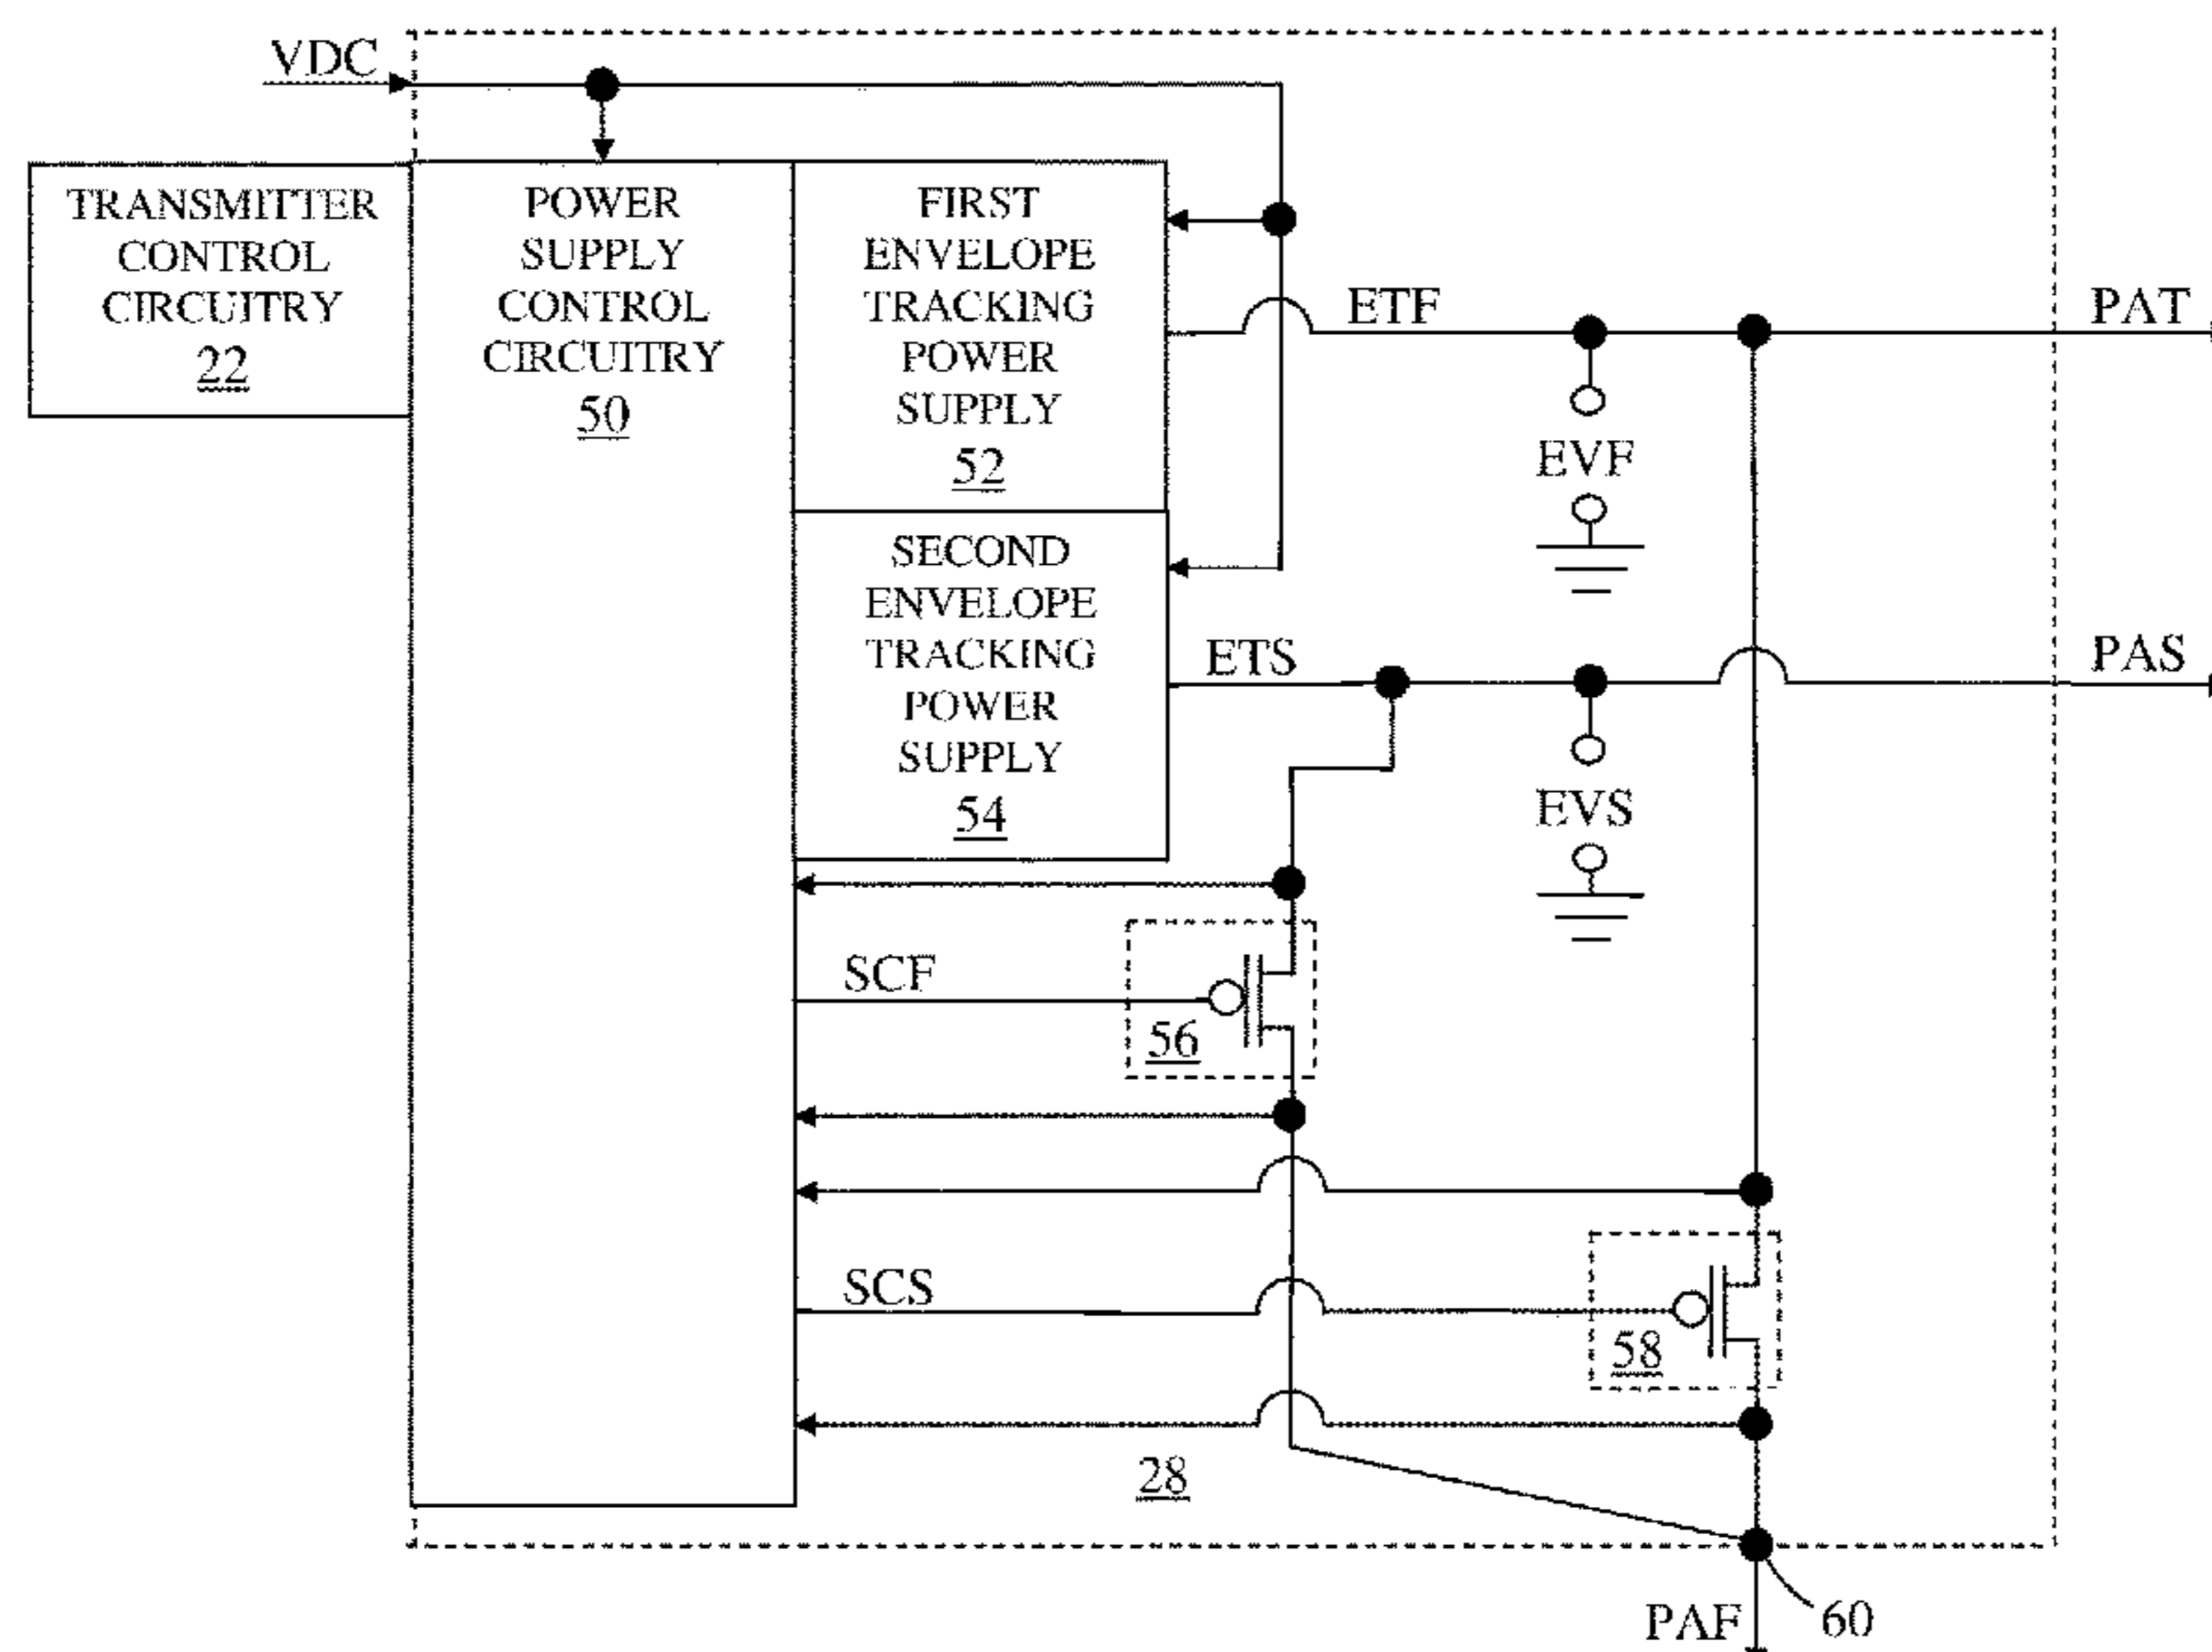 VDC
TRANSMITTER
CONTROL
CIRCUITRY
22
POWER
SUPPLY
CONTROL
CIRCUITRY
50
FIRST
ENVELOPE
TRACKING
POWER
SUPPLY
52
ETF
PAT
EVF
SECOND
ENVELOPE
TRACKING
POWER
SUPPLY
54
ETS
PAS
EVS
SCF
56
SCS
58
28
PAF
60